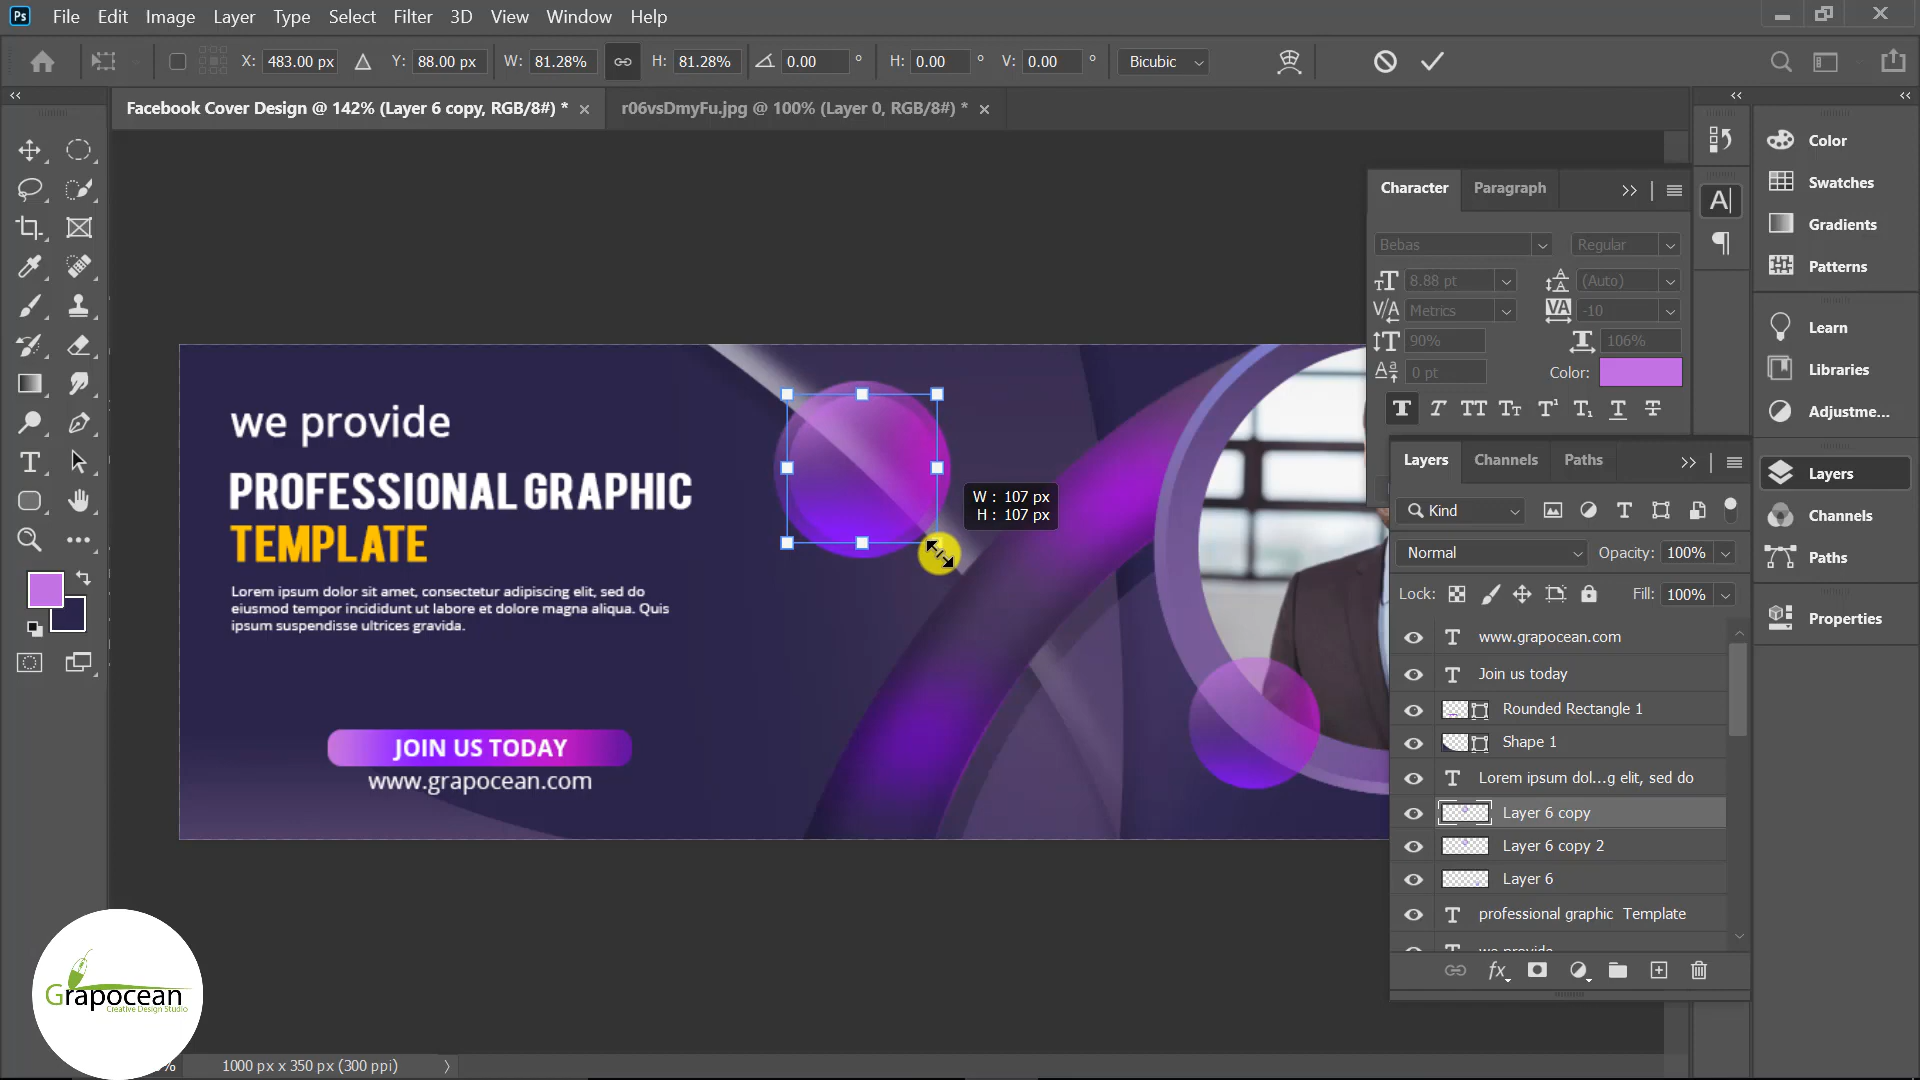 Ps File Edit Image Layer Type Select Filter 3D View Window Help
X: 483.00 px Y: 88.00 px W: 81.28% H: 81.28% 0.00 ° H: 0.00 ° V: 0.00 ° Bicubic
Facebook Cover Design @ 142% (Layer 6 copy, RGB/8#) * r06vsDmyFu.jpg @ 100% (Layer 0, RGB/8#) *
Character Paragraph
Bebas Regular
8.88 pt (Auto)
Metrics -10
90% 106%
0 pt Color:
Color
Swatches
Gradients
Patterns
Learn
Libraries
Adjustme...
Layers
Channels
Paths
Properties
we provide
PROFESSIONAL GRAPHIC
TEMPLATE
Lorem ipsum dolor sit amet, consectetur adipiscing elit, sed do
eiusmod tempor incididunt ut labore et dolore magna aliqua. Quis
ipsum suspendisse ultrices gravida.
JOIN US TODAY
www.grapocean.com
W : 107 px
H : 107 px
Layers Channels Paths
Kind
Normal Opacity: 100%
Lock: Fill: 100%
www.grapocean.com
Join us today
Rounded Rectangle 1
Shape 1
Lorem ipsum dol...g elit, sed do
Layer 6 copy
Layer 6 copy 2
Layer 6
professional graphic Template
we provide
fx
Grapocean
Creative Design Studio
1000 px x 350 px (300 ppi)